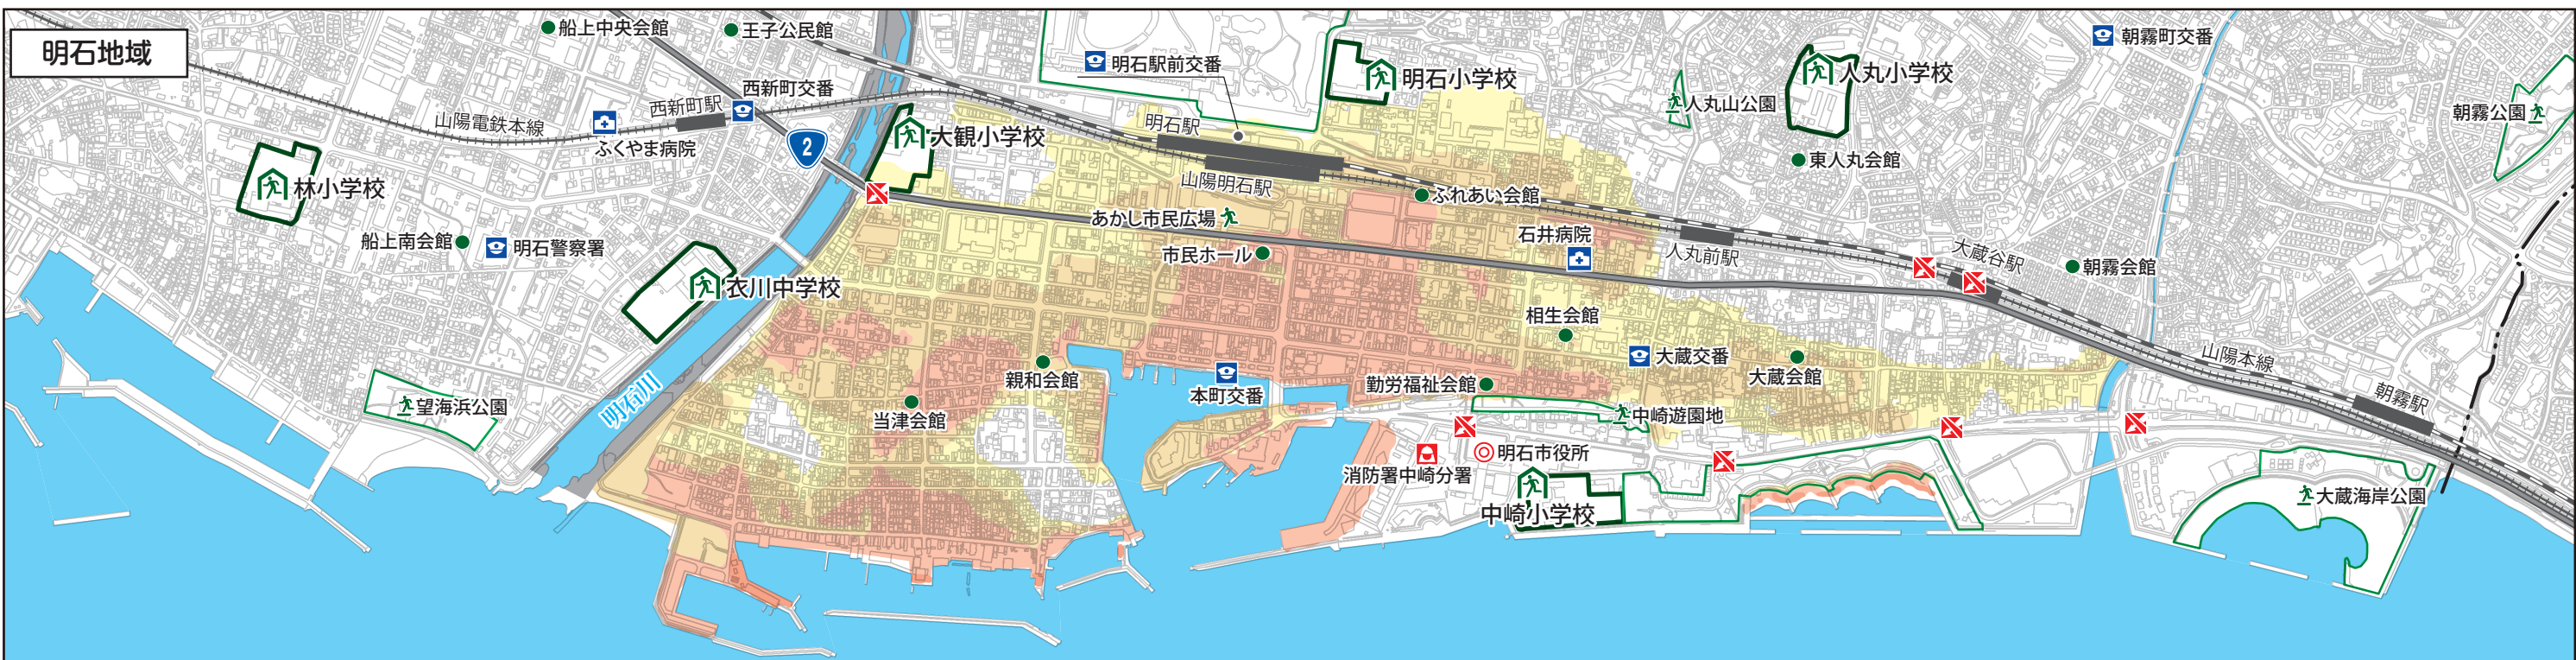 明石地域
船上中央会館
王子公民館
明石駅前交番
明石小学校
人丸小学校
朝霧町交番
西新町交番
西新町駅
人丸山公園
朝霧公園
山陽電鉄本線
明石駅
大観小学校
2
ふくやま病院
東人丸会館
林小学校
山陽明石駅
ふれあい会館
あかし市民広場
石井病院
船上南会館
明石警察署
市民ホール
人丸前駅
大蔵谷駅
朝霧会館
衣川中学校
相生会館
大蔵交番
山陽本線
親和会館
本町交番
勤労福祉会館
大蔵会館
朝霧駅
明石川
望海浜公園
当津会館
中崎遊園地
明石市役所
消防署中崎分署
中崎小学校
大蔵海岸公園